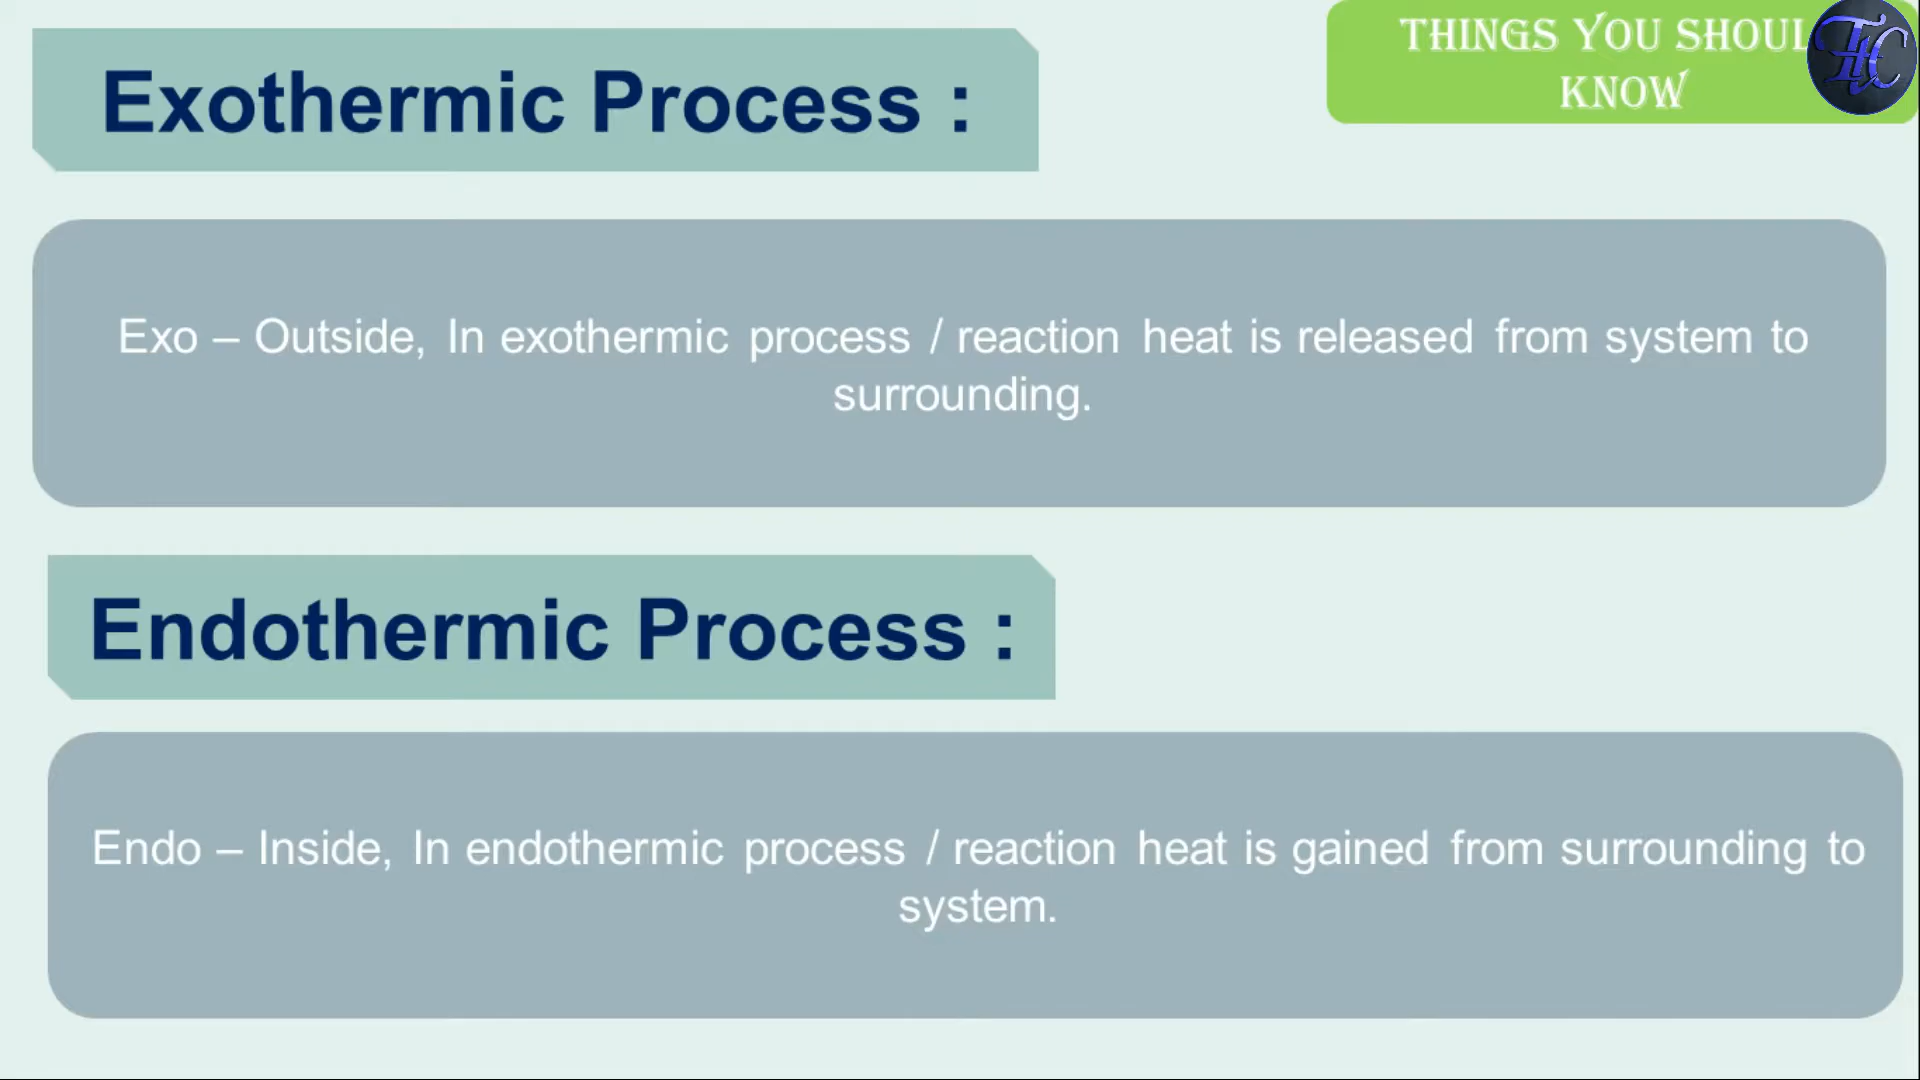 THINGS YOU SHOUL
KNOW
Exothermic Process :
Exo – Outside, In exothermic process / reaction heat is released from system to
surrounding.
Endothermic Process :
Endo – Inside, In endothermic process / reaction heat is gained from surrounding to
system.